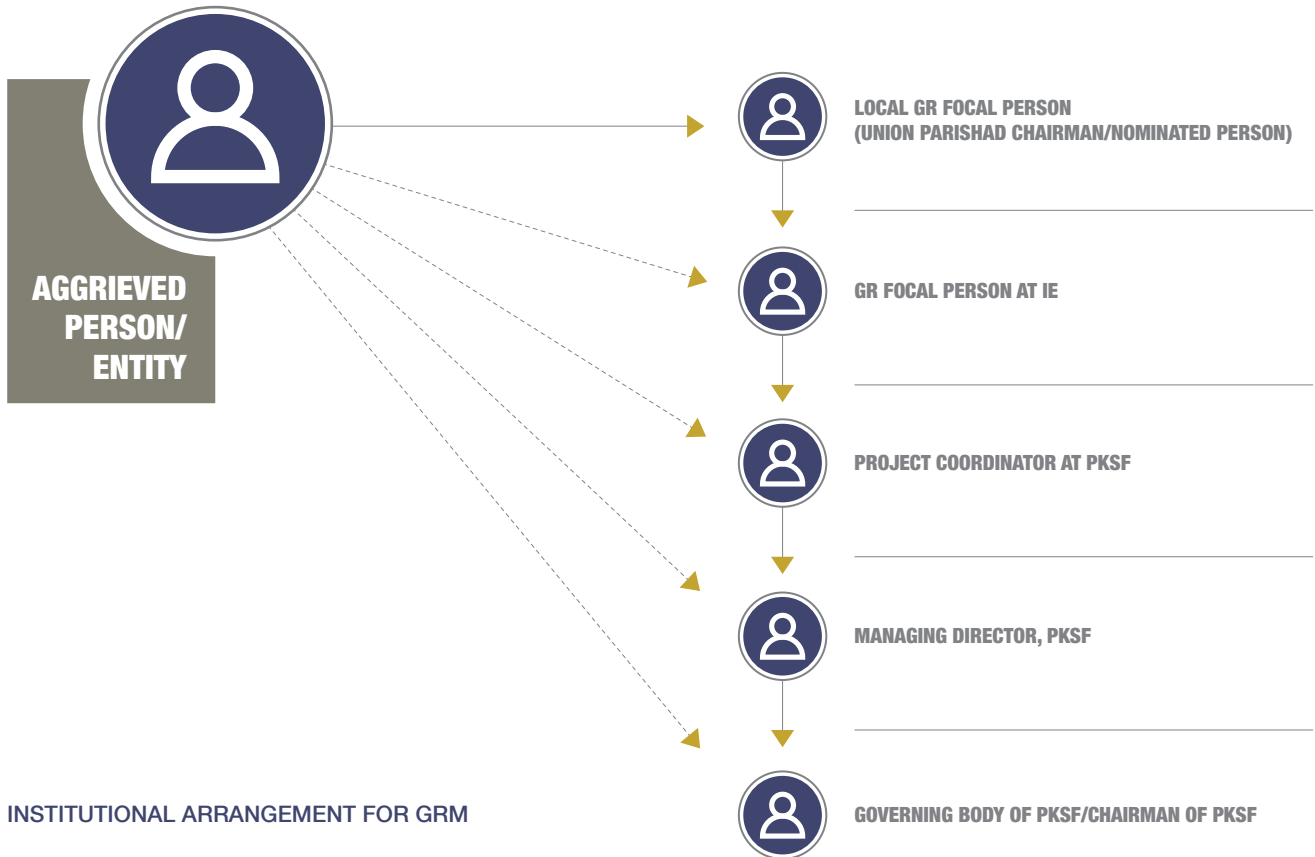 AGGRIEVED
PERSON/
ENTITY
LOCAL GR FOCAL PERSON
(UNION PARISHAD CHAIRMAN/NOMINATED PERSON)
GR FOCAL PERSON AT IE
PROJECT COORDINATOR AT PKSF
MANAGING DIRECTOR, PKSF
GOVERNING BODY OF PKSF/CHAIRMAN OF PKSF
INSTITUTIONAL ARRANGEMENT FOR GRM